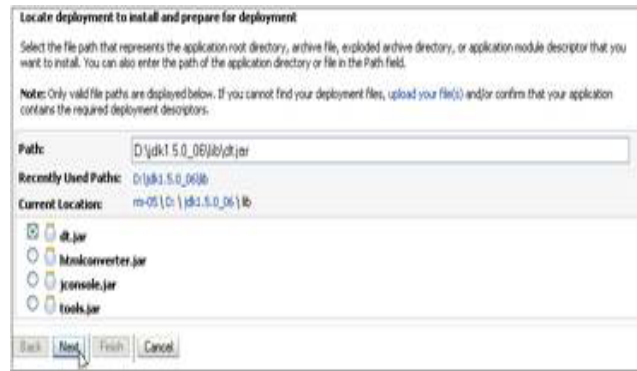 Locate deployment to install and prepare for deployment
Select the file path that represents the application root directory, archive file, exploded archive directory, or application module descriptor that you
want to install. You can also enter the path of the application directory or file in the Path field.
Note: Only valid file paths are displayed below. If you cannot find your deployment files, upload your file(s) and/or confirm that your application
contains the required deployment descriptors.
Path: D:\jdk1.5.0_06\lib\dt.jar
Recently Used Paths: D:\jdk1.5.0_06\lib
Current Location: rm-05 \ D: \ jdk1.5.0_06 \ lib
dt.jar
htmlconverter.jar
jconsole.jar
tools.jar
Back Next Finish Cancel